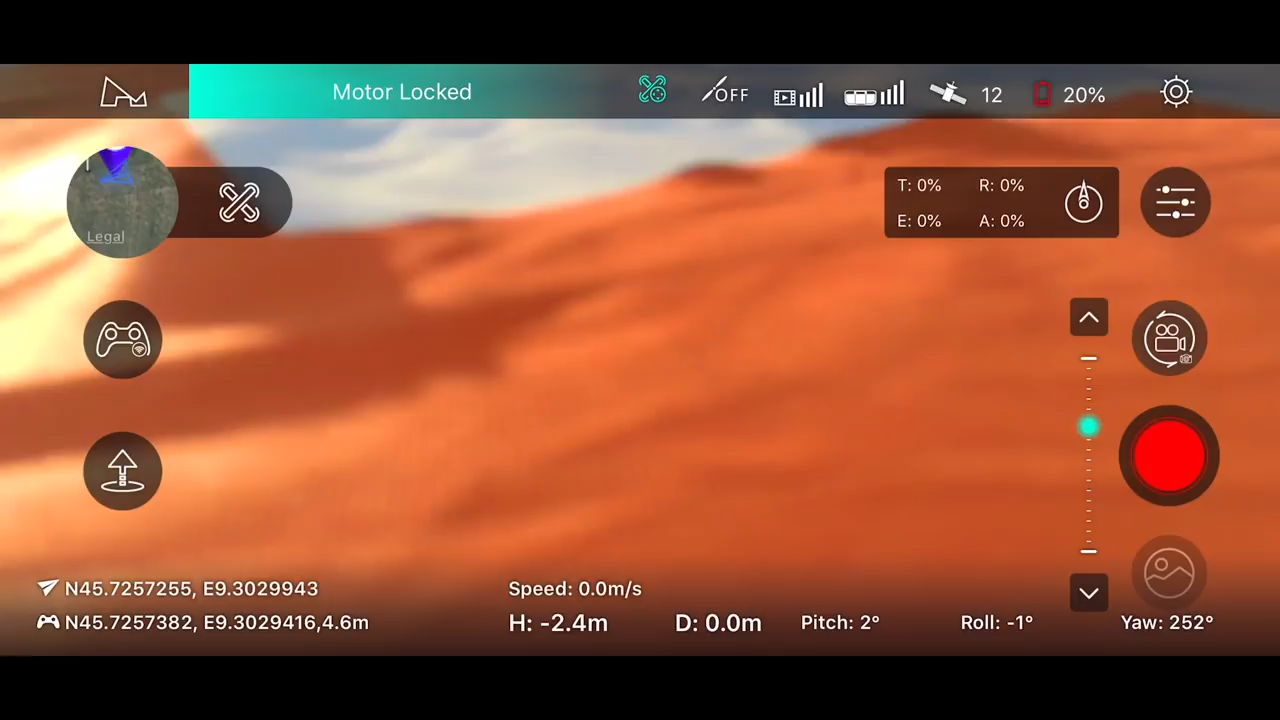 Motor Locked
OFF
12
20%
Legal
T: 0% R: 0%
E: 0% A: 0%
N45.7257255, E9.3029943
N45.7257382, E9.3029416,4.6m
Speed: 0.0m/s
H: -2.4m D: 0.0m Pitch: 2° Roll: -1° Yaw: 252°